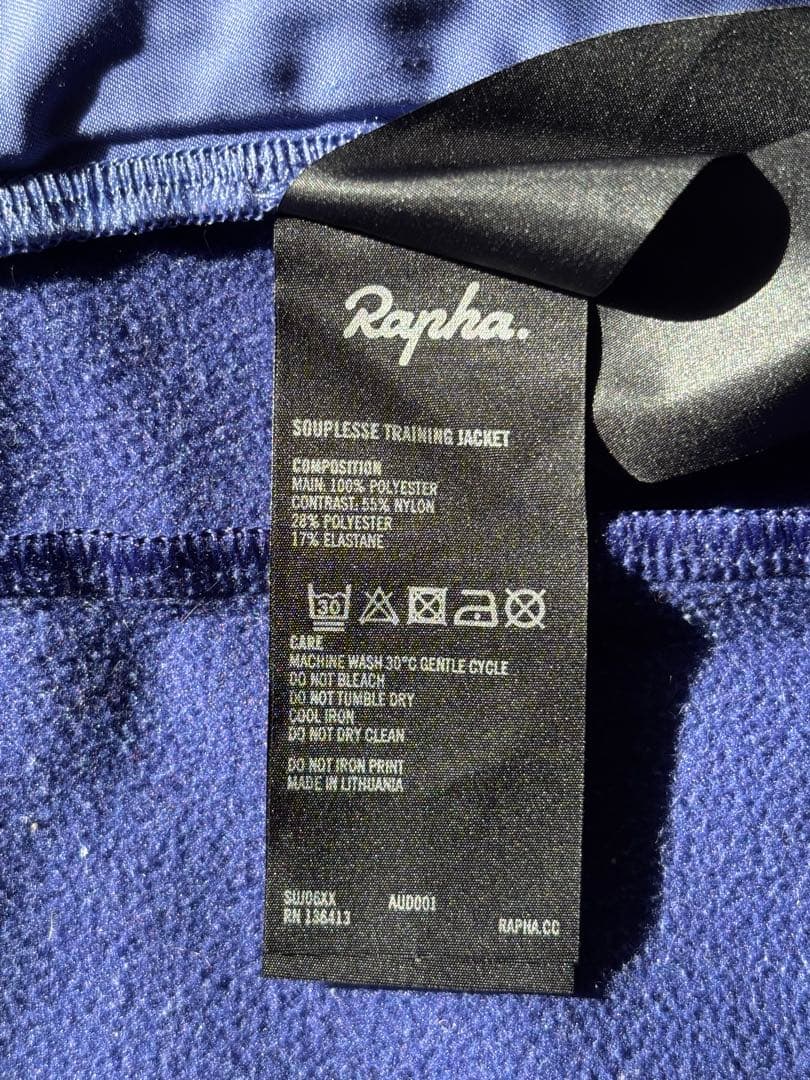 Rapha.
SOUPLESSE TRAINING JACKET
COMPOSITION
MAIN. 100% POLYESTER
CONTRAST. 55% NYLON
28% POLYESTER
17% ELASTANE
30
CARE
MACHINE WASH 30°C GENTLE CYCLE
DO NOT BLEACH
DO NOT TUMBLE DRY
COOL IRON
DO NOT DRY CLEAN
DO NOT IRON PRINT
MADE IN LITHUANIA
SUJ06XX AUD001
RN 136413
RAPHA.CC